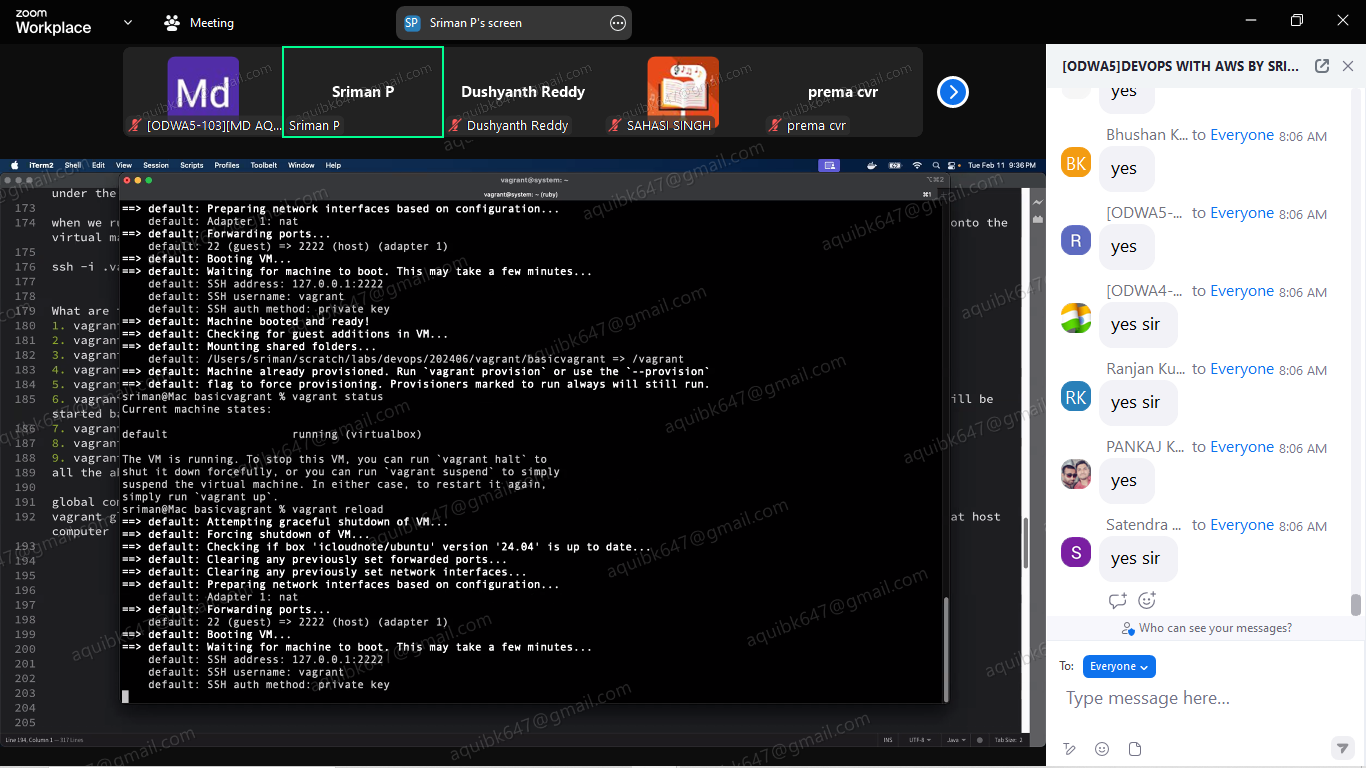 zoom
Workplace
Meeting
SP Sriman P's screen
Md
[ODWA5-103][MD AQ...
Sriman P
Sriman P
Dushyanth Reddy
Dushyanth Reddy
SAHASI SINGH
prema cvr
prema cvr
iTerm2 Shell Edit View Session Scripts Profiles Toolbelt Window Help
Tue Feb 11 9:36 PM
vagrant@system: ~
⌥⌘2
vagrant@system: ~ (ruby)
⌘1
under the
173
174 when we r
onto the
virtual ma
175
176 ssh -i .va
177
178
179 What are
180 1. vagrant
181 2. vagrant
182 3. vagrant
183 4. vagrant
184 5. vagrant
185 6. vagrant
ill be
started ba
186 7. vagrant
187 8. vagrant
188 9. vagrant
189 all the ab
190
191 global com
192 vagrant g
at host
computer
193
194
195
196
197
198
199
200
201
202
203
204
205
==> default: Preparing network interfaces based on configuration...
default: Adapter 1: nat
==> default: Forwarding ports...
default: 22 (guest) => 2222 (host) (adapter 1)
==> default: Booting VM...
==> default: Waiting for machine to boot. This may take a few minutes...
default: SSH address: 127.0.0.1:2222
default: SSH username: vagrant
default: SSH auth method: private key
==> default: Machine booted and ready!
==> default: Checking for guest additions in VM...
==> default: Mounting shared folders...
default: /Users/sriman/scratch/labs/devops/202406/vagrant/basicvagrant => /vagrant
==> default: Machine already provisioned. Run `vagrant provision` or use the `--provision`
==> default: flag to force provisioning. Provisioners marked to run always will still run.
sriman@Mac basicvagrant % vagrant status
Current machine states:
default running (virtualbox)
The VM is running. To stop this VM, you can run `vagrant halt` to
shut it down forcefully, or you can run `vagrant suspend` to simply
suspend the virtual machine. In either case, to restart it again,
simply run `vagrant up`.
sriman@Mac basicvagrant % vagrant reload
==> default: Attempting graceful shutdown of VM...
==> default: Forcing shutdown of VM...
==> default: Checking if box 'icloudnote/ubuntu' version '24.04' is up to date...
==> default: Clearing any previously set forwarded ports...
==> default: Clearing any previously set network interfaces...
==> default: Preparing network interfaces based on configuration...
default: Adapter 1: nat
==> default: Forwarding ports...
default: 22 (guest) => 2222 (host) (adapter 1)
==> default: Booting VM...
==> default: Waiting for machine to boot. This may take a few minutes...
default: SSH address: 127.0.0.1:2222
default: SSH username: vagrant
default: SSH auth method: private key
Line 194, Column 1 — 317 Lines
INS UTF-8 Java Tab Size: 2
aquibk647@gmail.com
[ODWA5]DEVOPS WITH AWS BY SRI...
yes
Bhushan K... to Everyone 8:06 AM
BK
yes
[ODWA5-... to Everyone 8:06 AM
R
yes
[ODWA4-... to Everyone 8:06 AM
yes sir
Ranjan Ku... to Everyone 8:06 AM
RK
yes sir
PANKAJ K... to Everyone 8:06 AM
yes
Satendra ... to Everyone 8:06 AM
S
yes sir
Who can see your messages?
To: Everyone
Type message here...